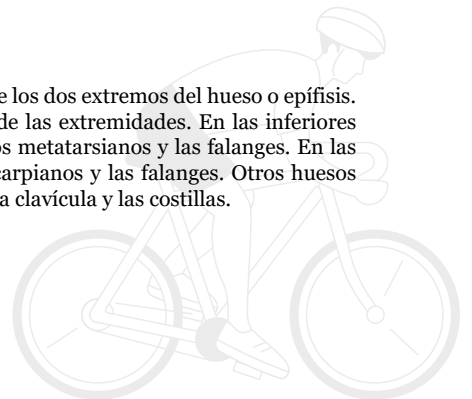 e los dos extremos del hueso o epífisis.
de las extremidades. En las inferiores
os metatarsianos y las falanges. En las
carpianos y las falanges. Otros huesos
a clavícula y las costillas.